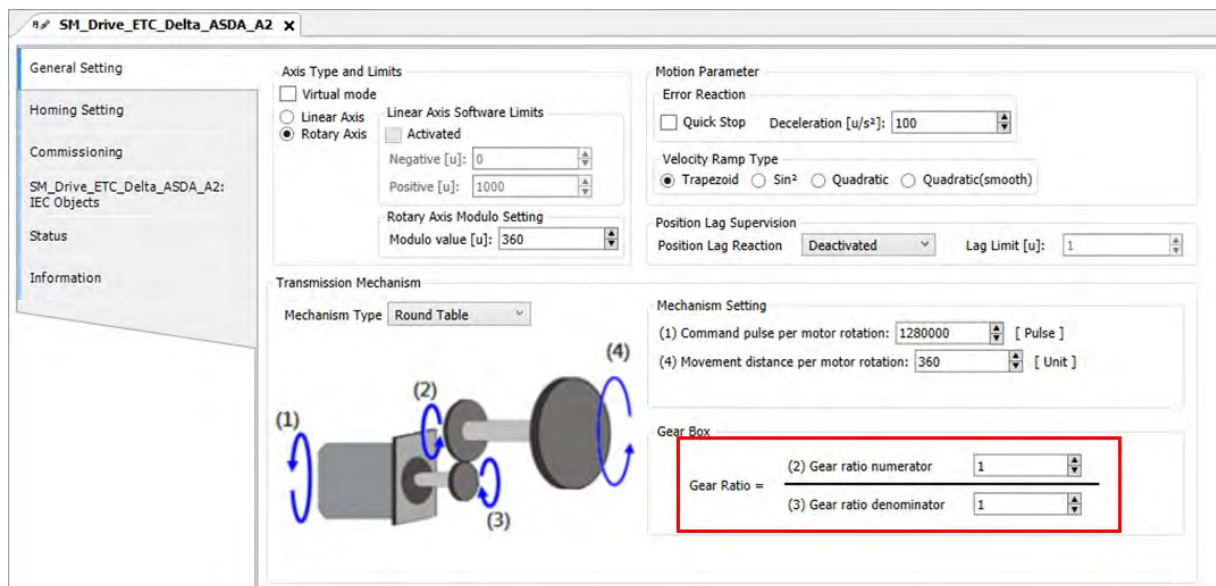 SM_Drive_ETC_Delta_ASDA_A2
General Setting
Homing Setting
Commissioning
SM_Drive_ETC_Delta_ASDA_A2:
IEC Objects
Status
Information
Axis Type and Limits
Virtual mode
Linear Axis
Rotary Axis
Linear Axis Software Limits
Activated
Negative [u]: 0
Positive [u]: 1000
Rotary Axis Modulo Setting
Modulo value [u]: 360
Motion Parameter
Error Reaction
Quick Stop Deceleration [u/s²]: 100
Velocity Ramp Type
Trapezoid Sin² Quadratic Quadratic(smooth)
Position Lag Supervision
Position Lag Reaction Deactivated Lag Limit [u]: 1
Transmission Mechanism
Mechanism Type Round Table
(1)
(2)
(3)
(4)
Mechanism Setting
(1) Command pulse per motor rotation: 1280000 [ Pulse ]
(4) Movement distance per motor rotation: 360 [ Unit ]
Gear Box
Gear Ratio =
(2) Gear ratio numerator 1
(3) Gear ratio denominator 1